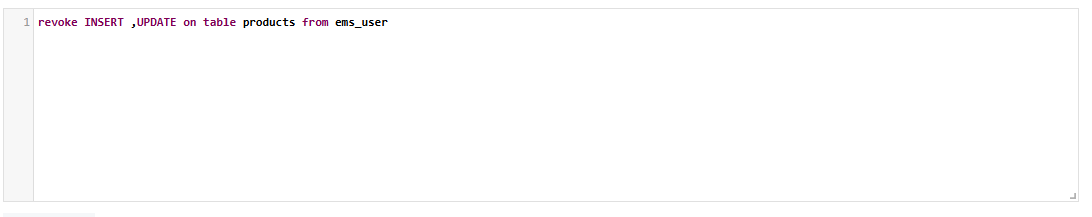 1 revoke INSERT ,UPDATE on table products from ems_user